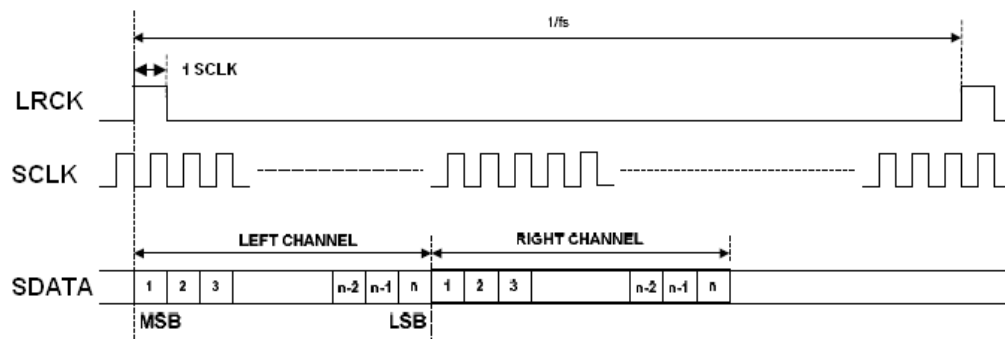 1/fs
1 SCLK
LRCK
SCLK
LEFT CHANNEL RIGHT CHANNEL
SDATA 1 2 3 n-2 n-1 n 1 2 3 n-2 n-1 n
MSB LSB